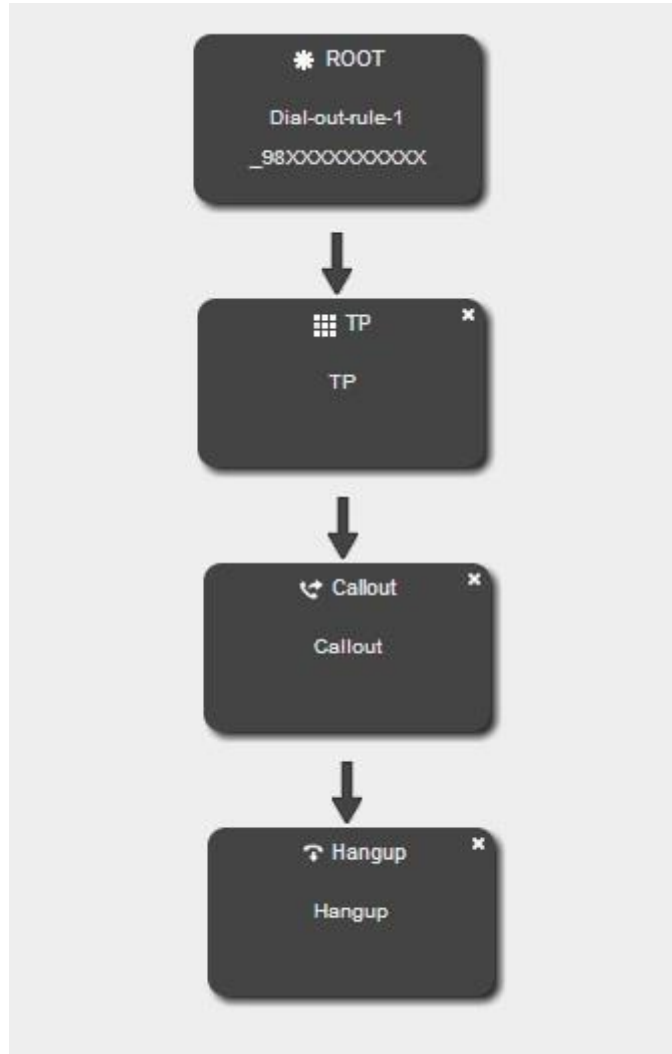 ROOT
Dial-out-rule-1
_98XXXXXXXXXX
TP
TP
Callout
Callout
Hangup
Hangup